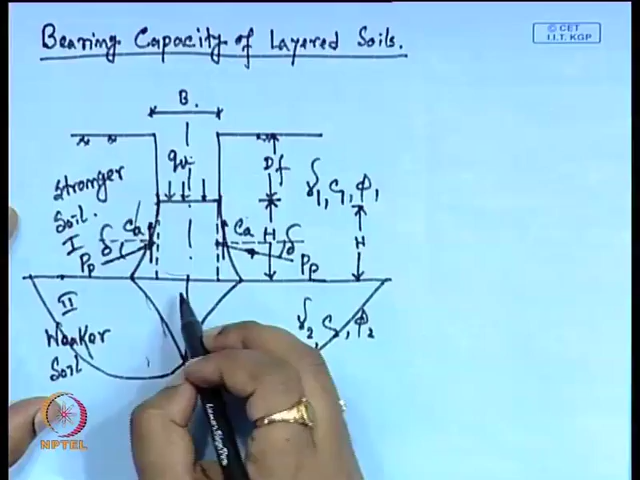 Bearing Capacity of Layered Soils.
© CET
I.I.T. KGP
B.
Stronger
Soil.
I
qu
Df
γ1, C1, φ1
Ca
Ca
H
H
δ
δ
Pp
Pp
II
Weaker
Soil
γ2, C2, φ2
NPTEL